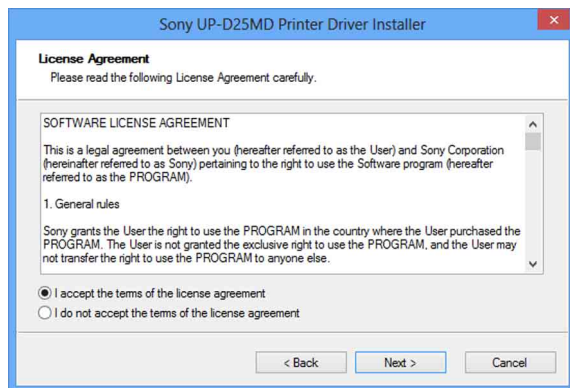 Sony UP-D25MD Printer Driver Installer
License Agreement
Please read the following License Agreement carefully.
SOFTWARE LICENSE AGREEMENT
This is a legal agreement between you (hereafter referred to as the User) and Sony Corporation
(hereinafter referred to as Sony) pertaining to the right to use the Software program (hereafter
referred to as the PROGRAM).
1. General rules
Sony grants the User the right to use the PROGRAM in the country where the User purchased the
PROGRAM. The User is not granted the exclusive right to use the PROGRAM, and the User may
not transfer the right to use the PROGRAM to anyone else.
I accept the terms of the license agreement
I do not accept the terms of the license agreement
< Back Next > Cancel